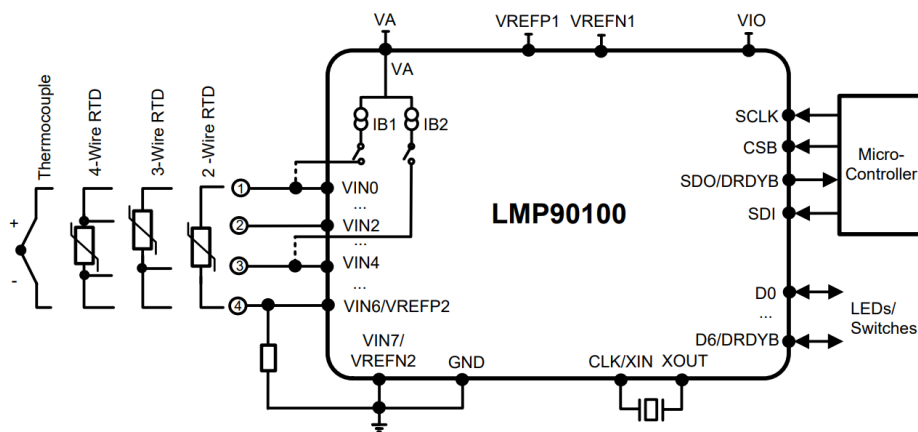 VA
VREFP1
VREFN1
VIO
VA
Thermocouple
4-Wire RTD
3-Wire RTD
2 -Wire RTD
IB1
IB2
SCLK
CSB
SDO/DRDYB
SDI
Micro-
Controller
+
-
1
VIN0
...
2
VIN2
...
3
VIN4
...
4
VIN6/VREFP2
LMP90100
D0
...
D6/DRDYB
LEDs/
Switches
VIN7/
VREFN2
GND
CLK/XIN
XOUT